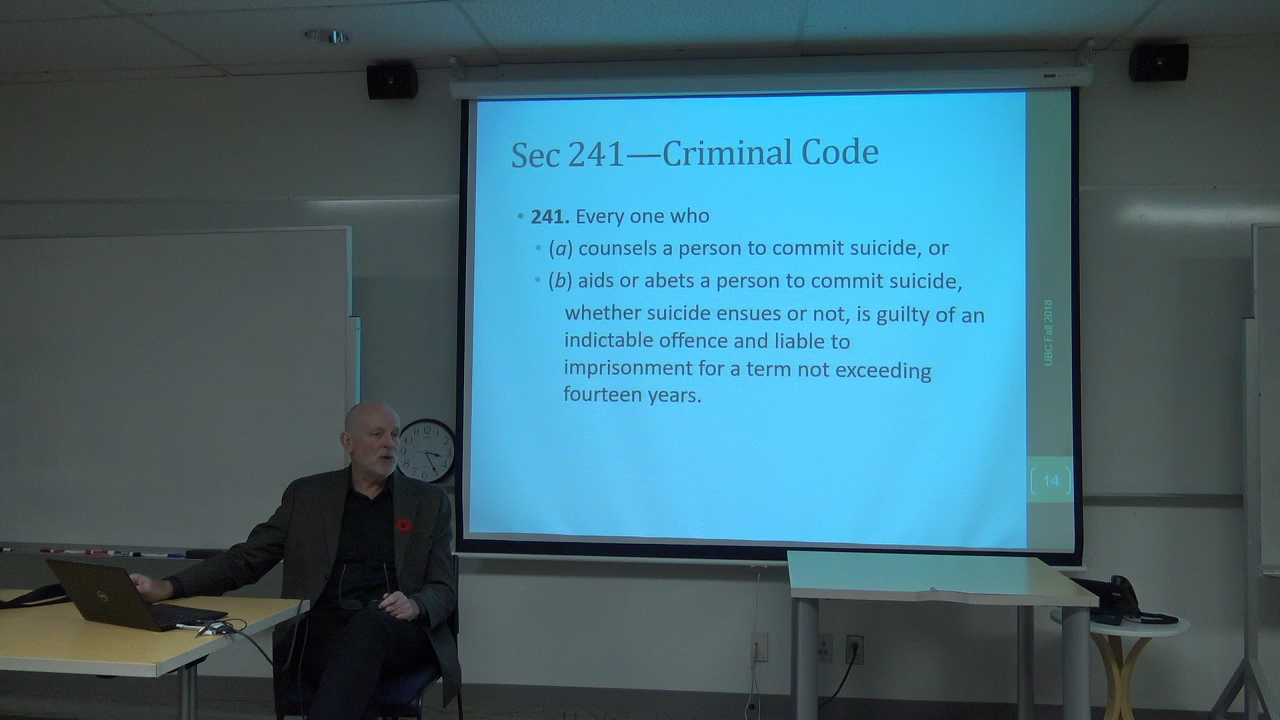 Sec 241—Criminal Code
• 241. Every one who
• (a) counsels a person to commit suicide, or
• (b) aids or abets a person to commit suicide,
whether suicide ensues or not, is guilty of an
indictable offence and liable to
imprisonment for a term not exceeding
fourteen years.
UBC Fall 2018
14